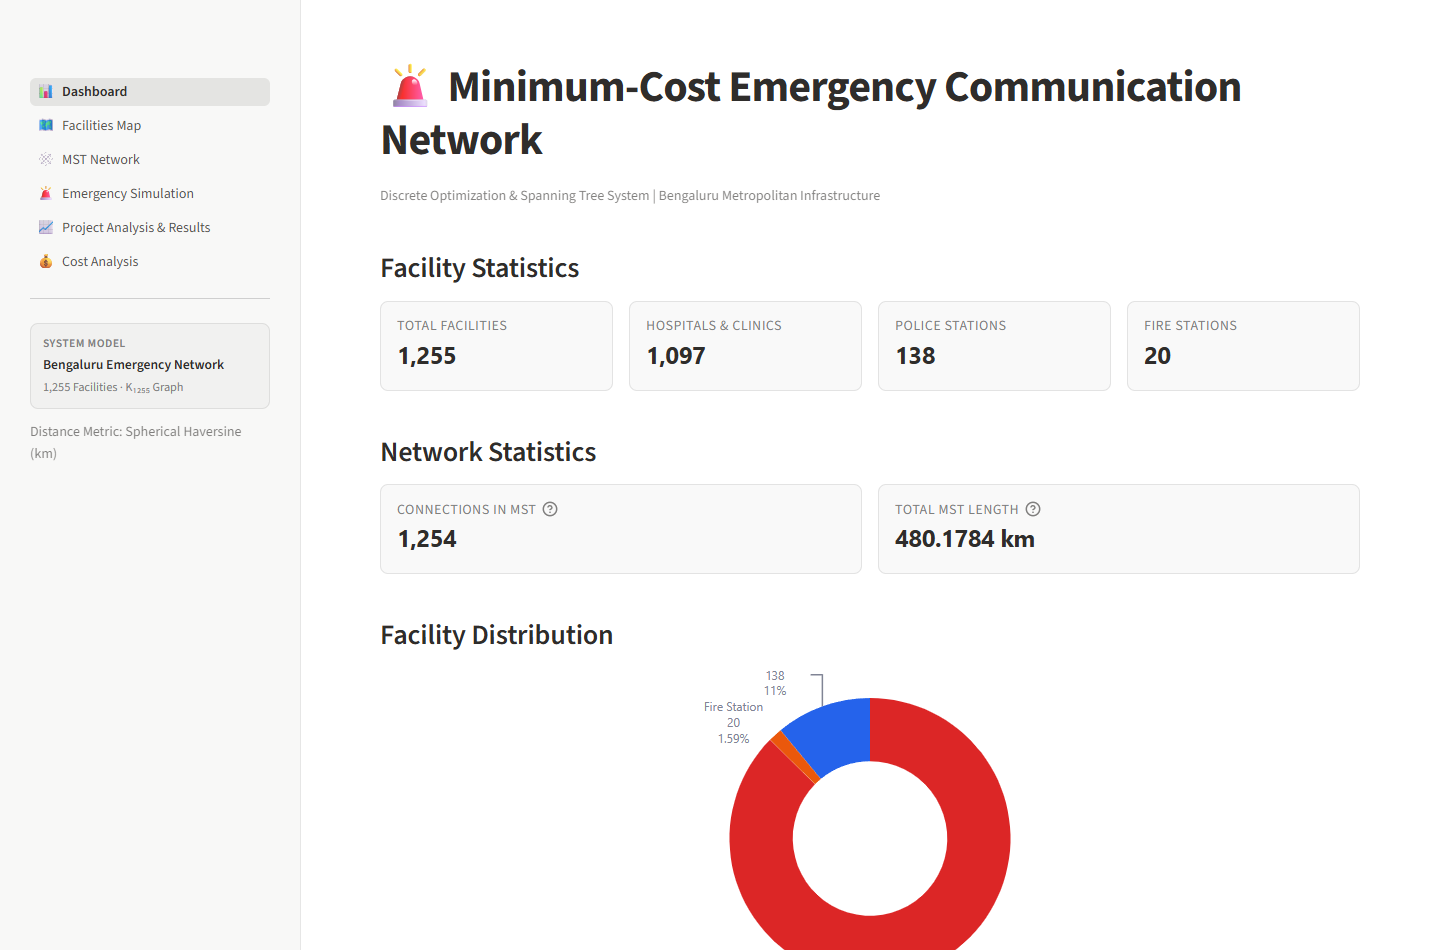 Dashboard
Facilities Map
MST Network
Emergency Simulation
Project Analysis & Results
Cost Analysis
SYSTEM MODEL
Bengaluru Emergency Network
1,255 Facilities · K₁₂₅₅ Graph
Distance Metric: Spherical Haversine
(km)
Minimum-Cost Emergency Communication
Network
Discrete Optimization & Spanning Tree System | Bengaluru Metropolitan Infrastructure
Facility Statistics
TOTAL FACILITIES
1,255
HOSPITALS & CLINICS
1,097
POLICE STATIONS
138
FIRE STATIONS
20
Network Statistics
CONNECTIONS IN MST ?
1,254
TOTAL MST LENGTH ?
480.1784 km
Facility Distribution
138
11%
Fire Station
20
1.59%